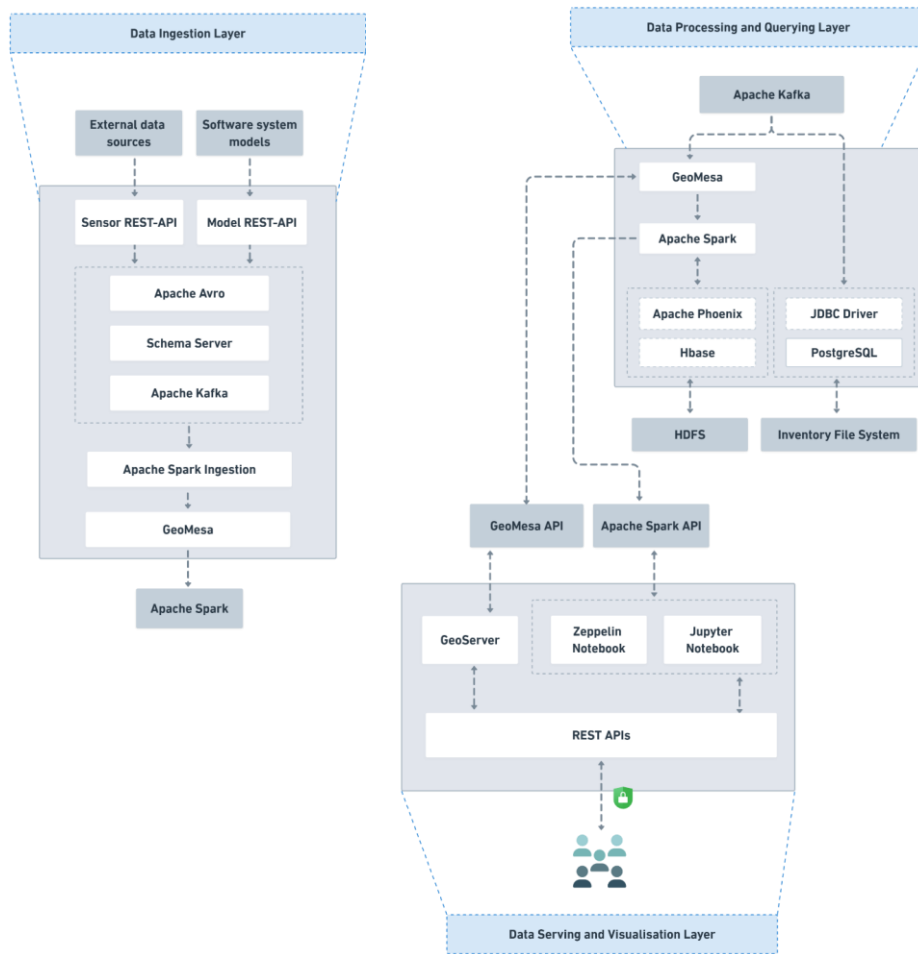 Data Ingestion Layer
External data
sources
Software system
models
Sensor REST-API
Model REST-API
Apache Avro
Schema Server
Apache Kafka
Apache Spark Ingestion
GeoMesa
Apache Spark
Data Processing and Querying Layer
Apache Kafka
GeoMesa
Apache Spark
Apache Phoenix
Hbase
JDBC Driver
PostgreSQL
HDFS
Inventory File System
GeoMesa API
Apache Spark API
GeoServer
Zeppelin
Notebook
Jupyter
Notebook
REST APIs
Data Serving and Visualisation Layer